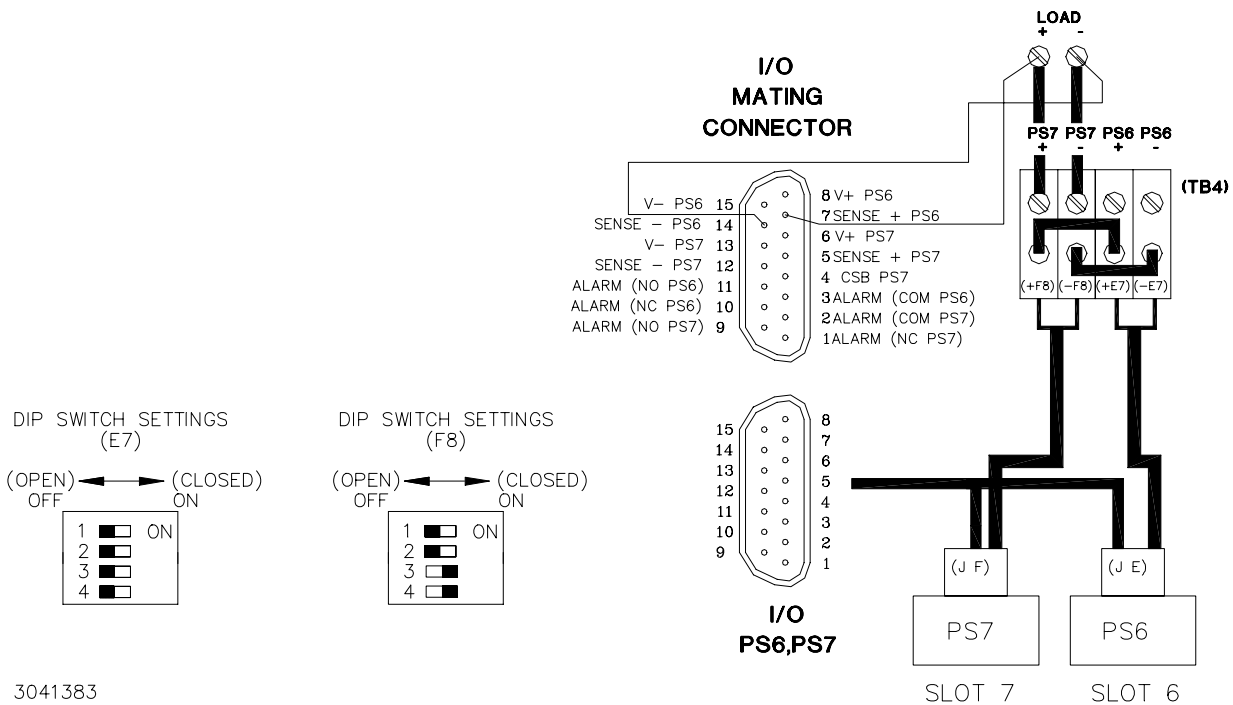 LOAD
+ -
I/O
MATING
CONNECTOR
PS7 PS7 PS6 PS6
+ - + -
(TB4)
V- PS6 15
SENSE - PS6 14
V- PS7 13
SENSE - PS7 12
ALARM (NO PS6) 11
ALARM (NC PS6) 10
ALARM (NO PS7) 9
8 V+ PS6
7 SENSE + PS6
6 V+ PS7
5 SENSE + PS7
4 CSB PS7
3 ALARM (COM PS6)
2 ALARM (COM PS7)
1 ALARM (NC PS7)
(+F8) (-F8) (+E7) (-E7)
DIP SWITCH SETTINGS
(E7)
(OPEN) (CLOSED)
OFF ON
1 ON
2
3
4
DIP SWITCH SETTINGS
(F8)
(OPEN) (CLOSED)
OFF ON
1 ON
2
3
4
15
14
13
12
11
10
9
8
7
6
5
4
3
2
1
I/O
PS6,PS7
(J F)
PS7
SLOT 7
(J E)
PS6
SLOT 6
3041383